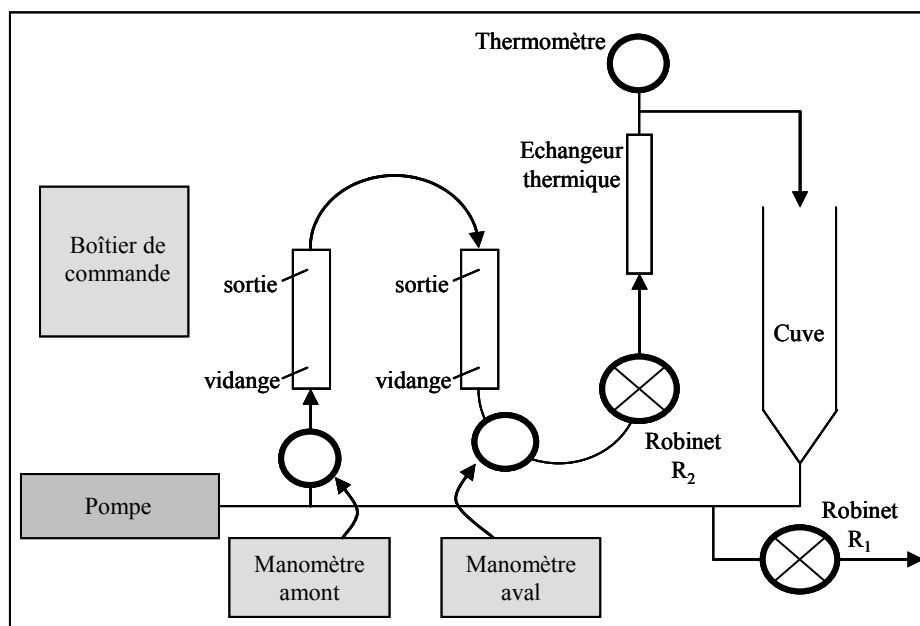 Thermomètre
Echangeur
thermique
Boîtier de
commande
sortie
sortie
Cuve
vidange
vidange
Robinet
R2
Pompe
Robinet
R1
Manomètre
amont
Manomètre
aval